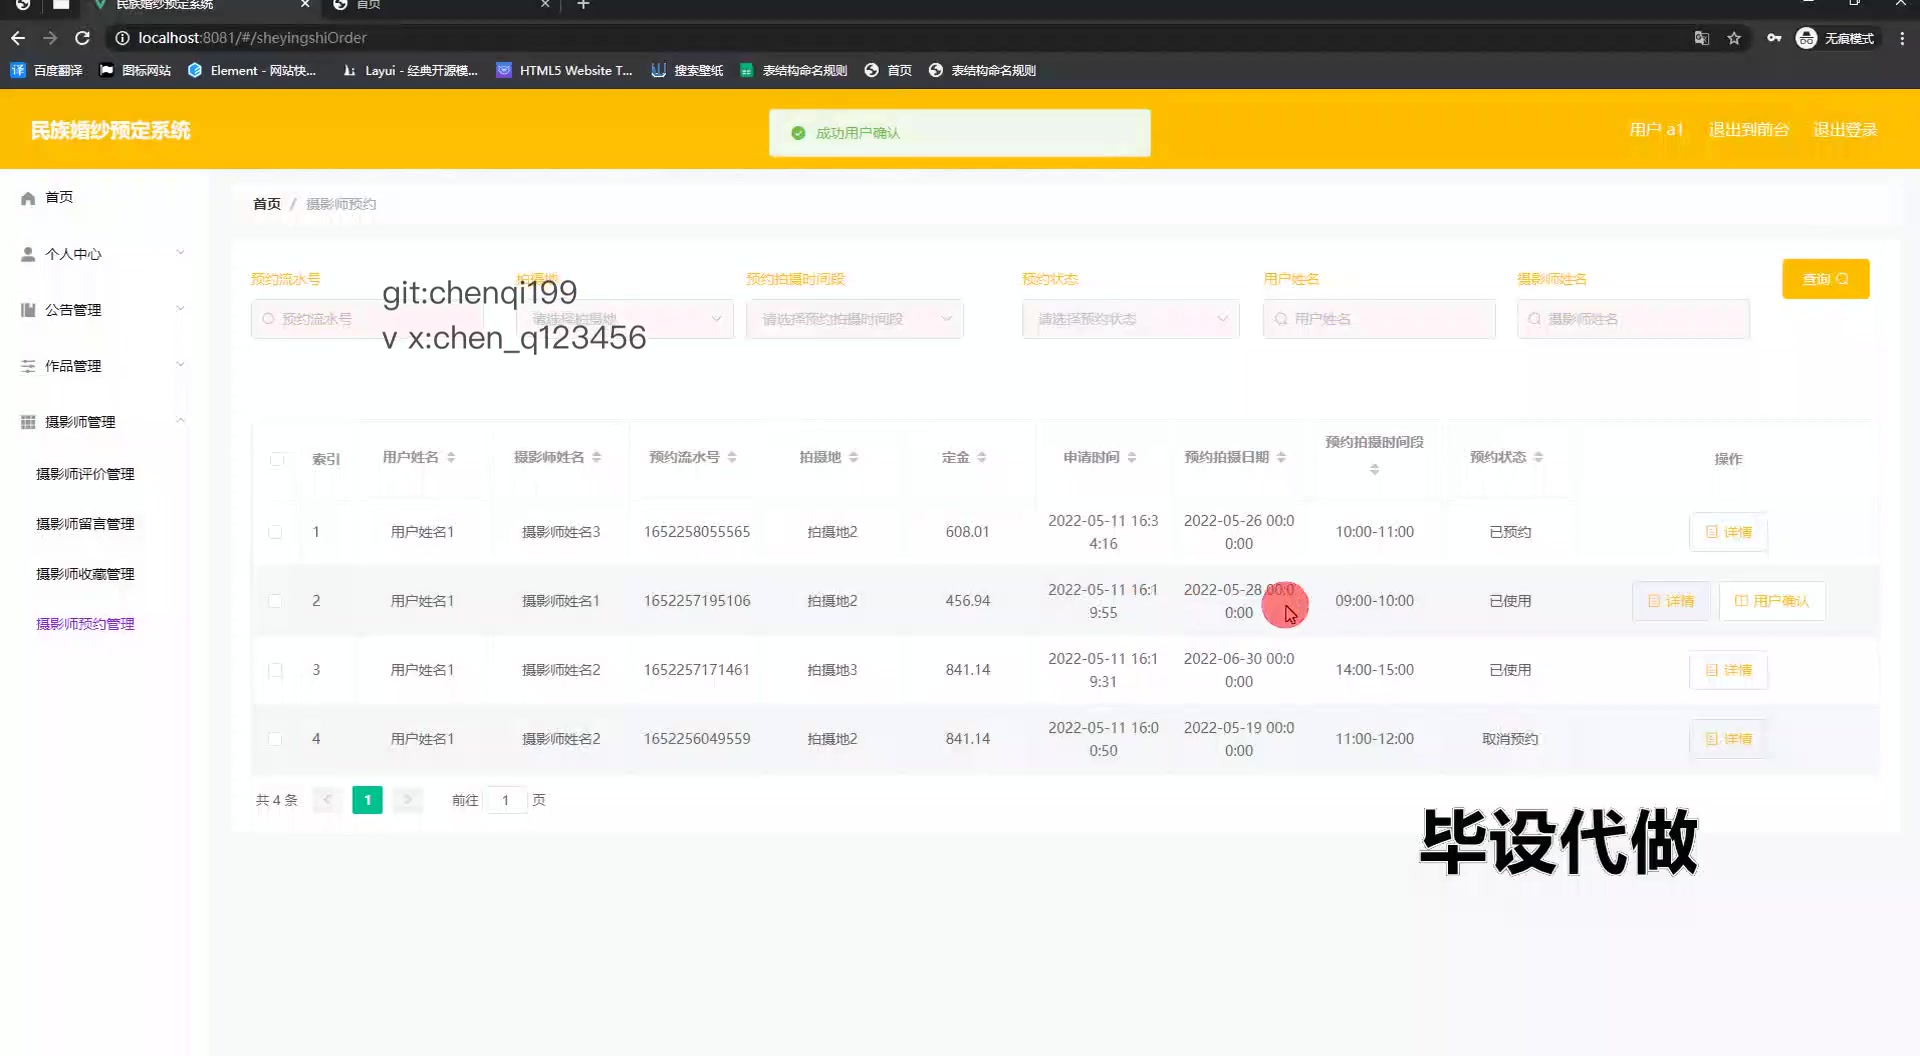 民族婚纱预定系统
首页
localhost:8081/#/sheyingshiOrder
无痕模式
百度翻译
图标网站
Element - 网站快...
Layui - 经典开源模...
HTML5 Website T...
搜索壁纸
表结构命名规则
首页
表结构命名规则
民族婚纱预定系统
成功用户确认
用户 a1
退出到前台
退出登录
首页
个人中心
公告管理
作品管理
摄影师管理
摄影师评价管理
摄影师留言管理
摄影师收藏管理
摄影师预约管理
首页 / 摄影师预约
预约流水号 拍摄地 预约拍摄时间段 预约状态 用户姓名 摄影师姓名
预约流水号 请选择拍摄地 请选择预约拍摄时间段 请选择预约状态 用户姓名 摄影师姓名
查询
git:chenqi199
v x:chen_q123456
索引 用户姓名 摄影师姓名 预约流水号 拍摄地 定金 申请时间 预约拍摄日期 预约拍摄时间段 预约状态 操作
1 用户姓名1 摄影师姓名3 1652258055565 拍摄地2 608.01 2022-05-11 16:34:16 2022-05-26 00:00:00 10:00-11:00 已预约 详情
2 用户姓名1 摄影师姓名1 1652257195106 拍摄地2 456.94 2022-05-11 16:19:55 2022-05-28 00:00:00 09:00-10:00 已使用 详情 用户确认
3 用户姓名1 摄影师姓名2 1652257171461 拍摄地3 841.14 2022-05-11 16:19:31 2022-06-30 00:00:00 14:00-15:00 已使用 详情
4 用户姓名1 摄影师姓名2 1652256049559 拍摄地2 841.14 2022-05-11 16:00:50 2022-05-19 00:00:00 11:00-12:00 取消预约 详情
共 4 条 1 前往 1 页
毕设代做